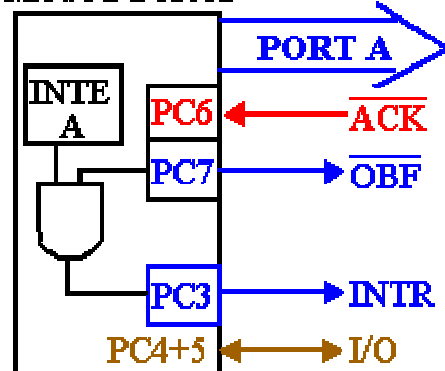 PORT A
INTE
A
PC6 ACK
PC7 OBF
PC3 INTR
PC4+5 I/O